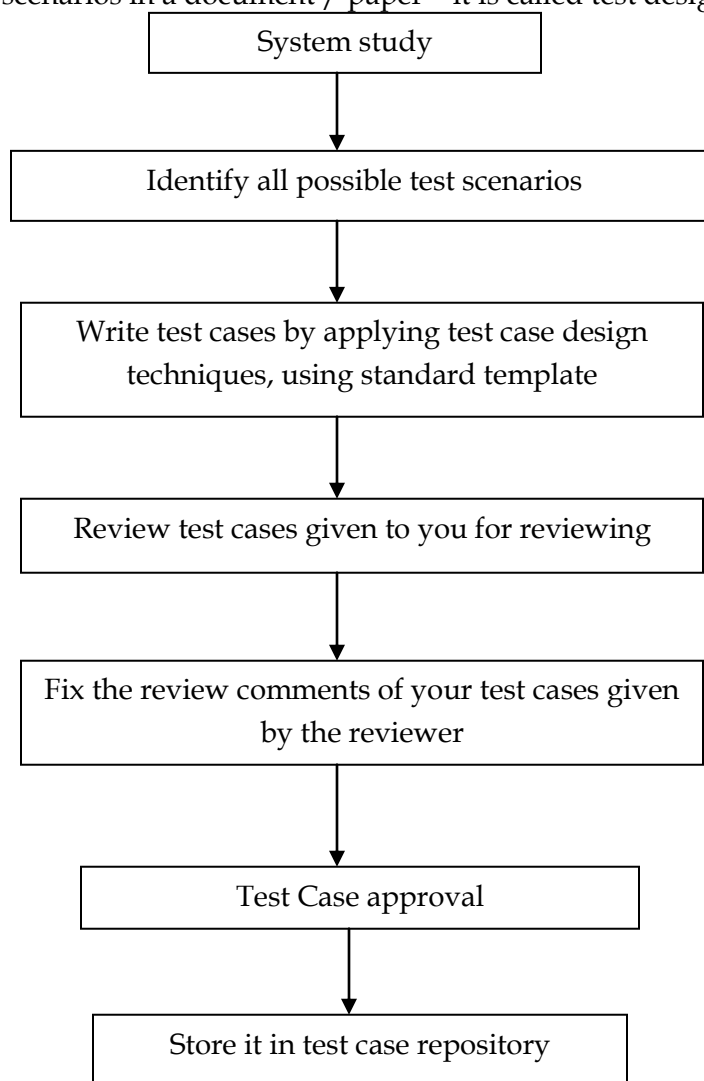 scenarios in a document / paper – it is called test desig
System study
Identify all possible test scenarios
Write test cases by applying test case design
techniques, using standard template
Review test cases given to you for reviewing
Fix the review comments of your test cases given
by the reviewer
Test Case approval
Store it in test case repository